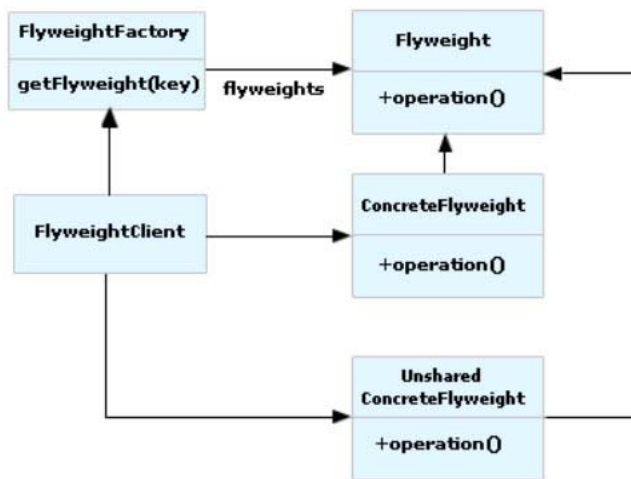 FlyweightFactory
getFlyweight(key)
flyweights
Flyweight
+operation()
FlyweightClient
ConcreteFlyweight
+operation()
Unshared
ConcreteFlyweight
+operation()